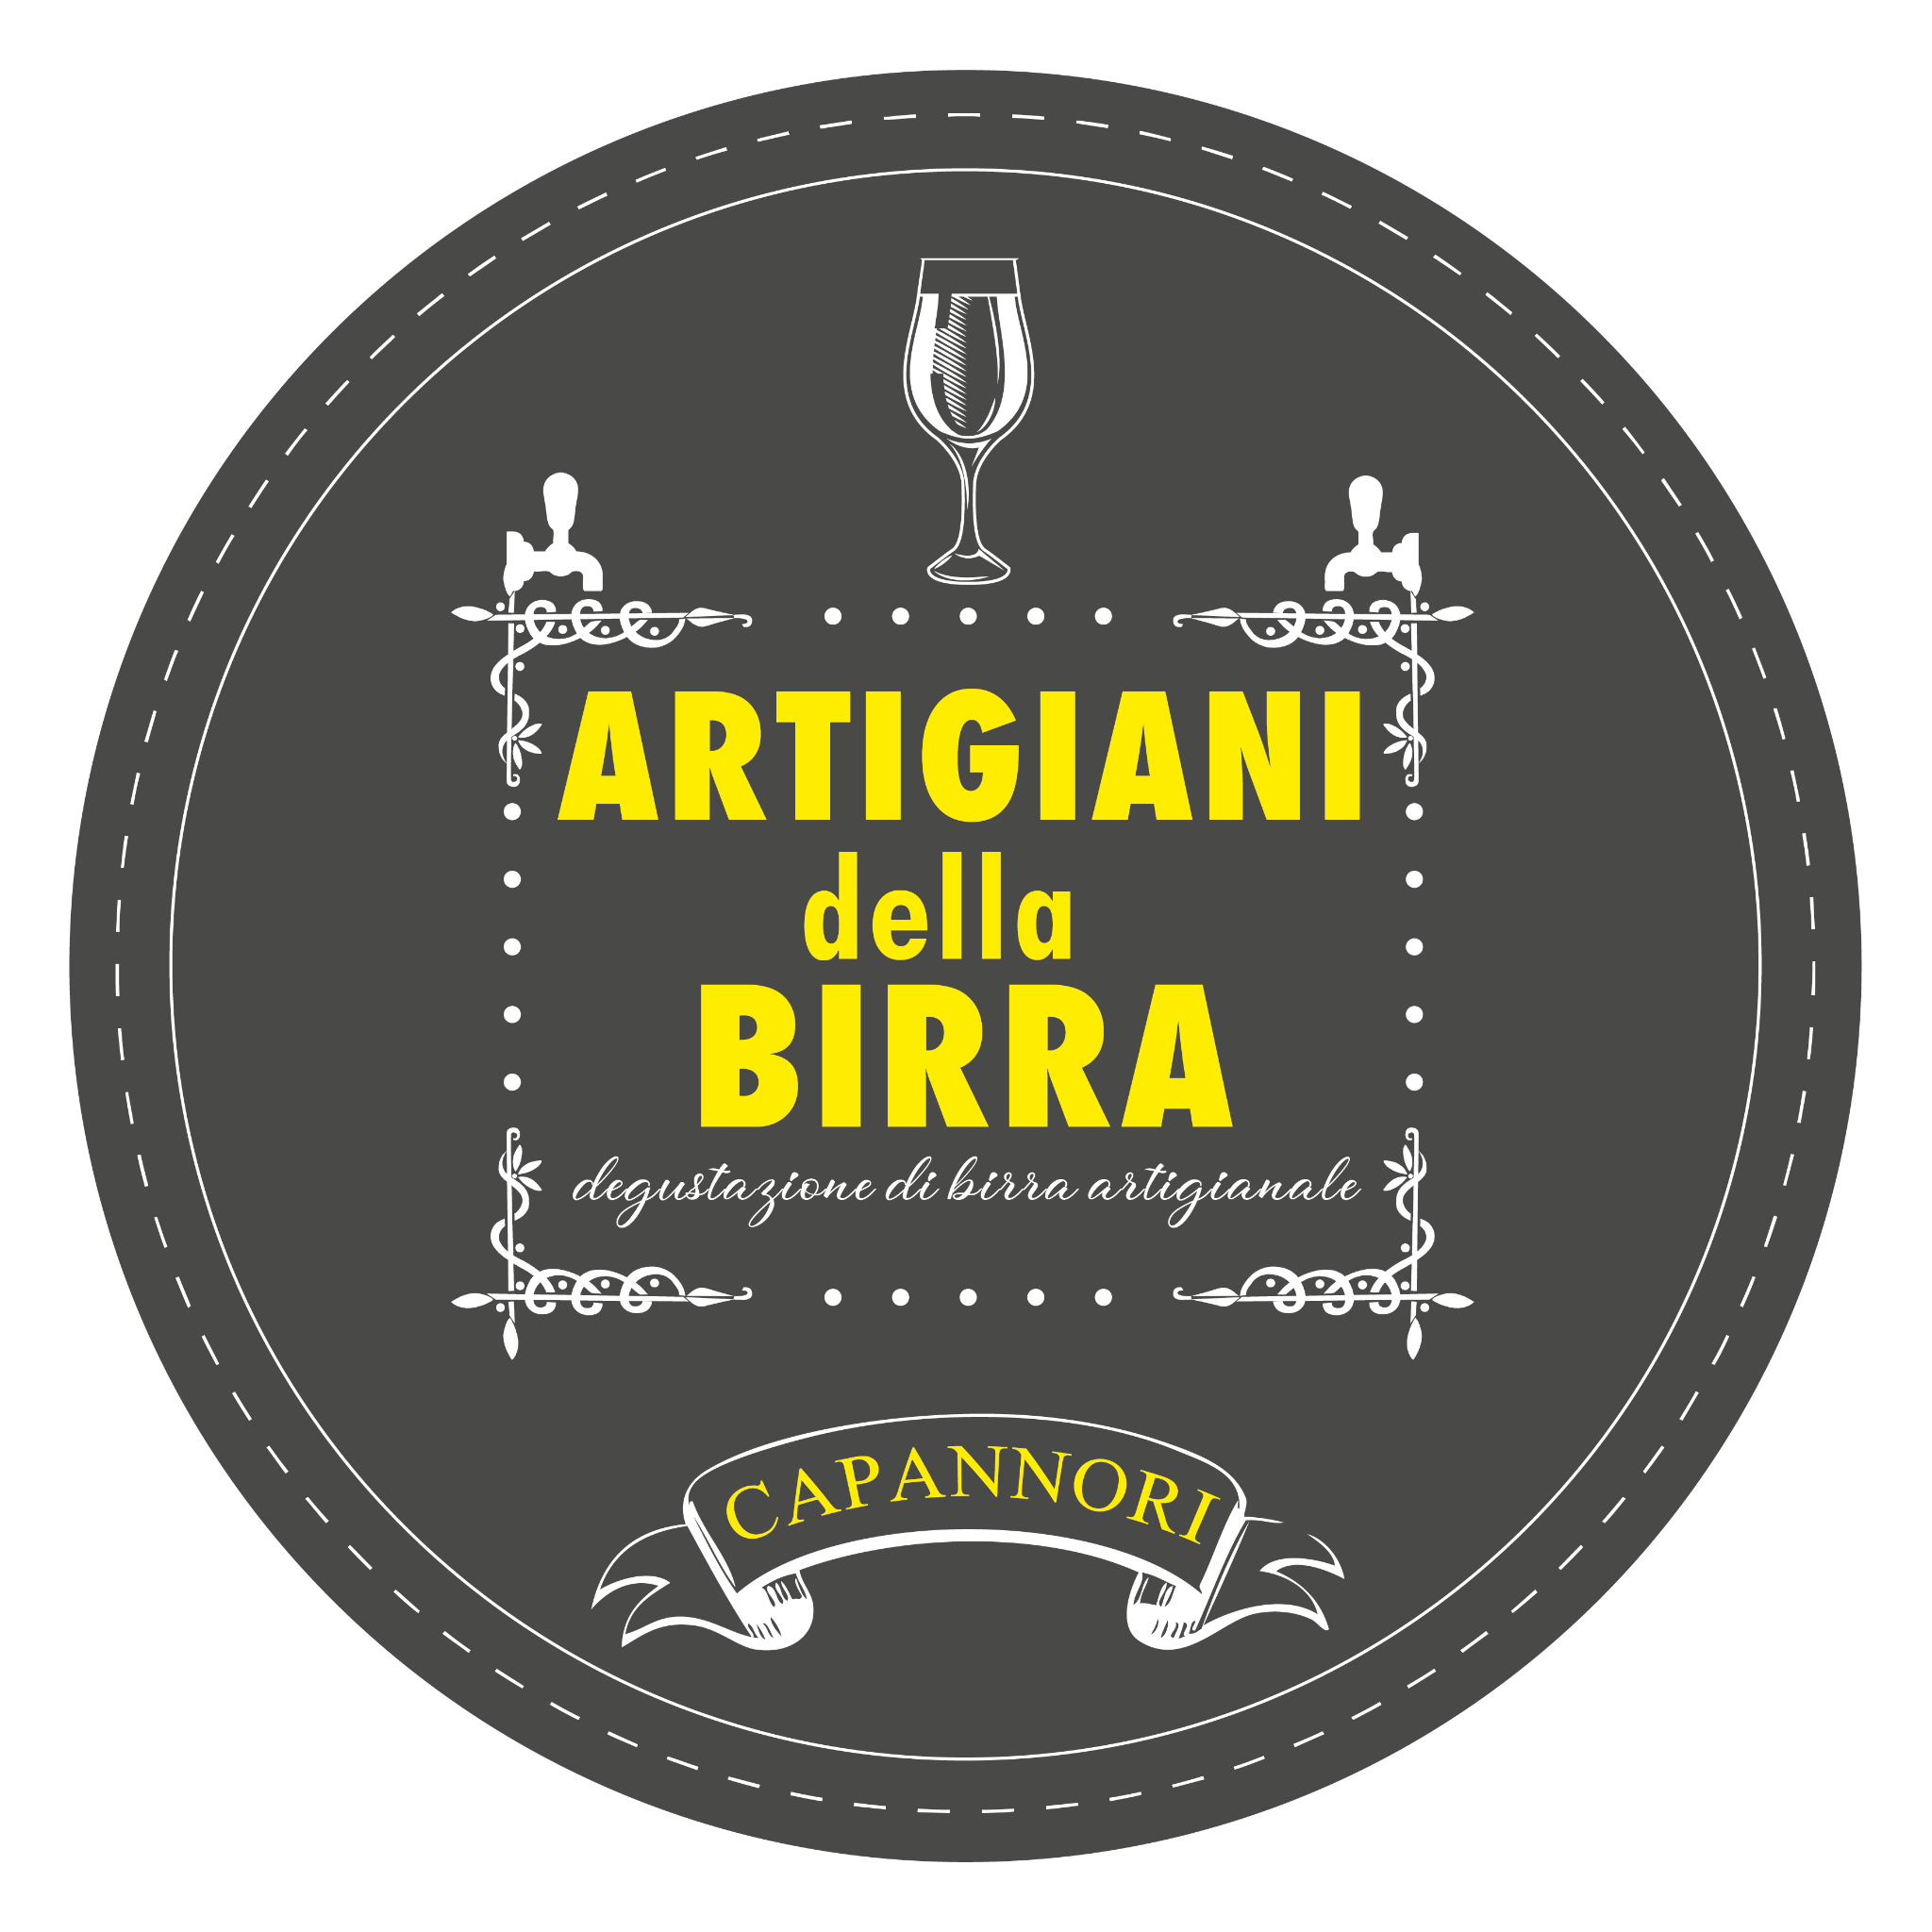 ARTIGIANI
della
BIRRA
degustazione di birra artigianale
CAPANNORI